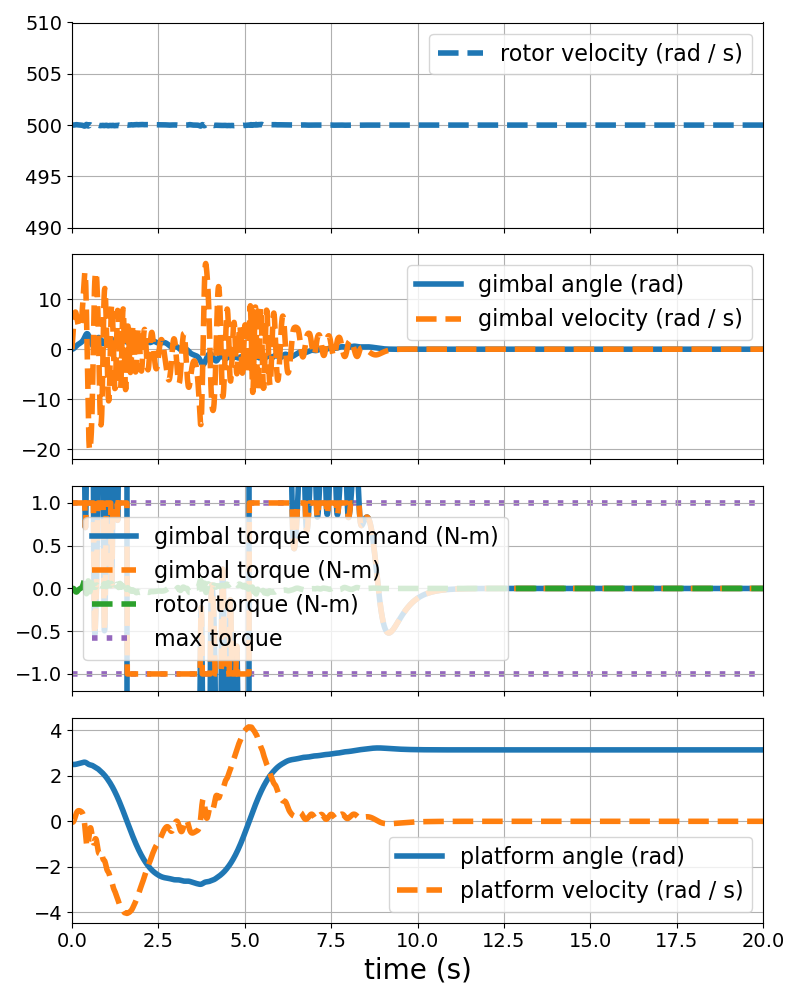 510
505
500
495
490
rotor velocity (rad / s)
10
0
−10
−20
gimbal angle (rad)
gimbal velocity (rad / s)
1.0
0.5
0.0
−0.5
−1.0
gimbal torque command (N-m)
gimbal torque (N-m)
rotor torque (N-m)
max torque
4
2
0
−2
−4
platform angle (rad)
platform velocity (rad / s)
0.0 2.5 5.0 7.5 10.0 12.5 15.0 17.5 20.0
time (s)